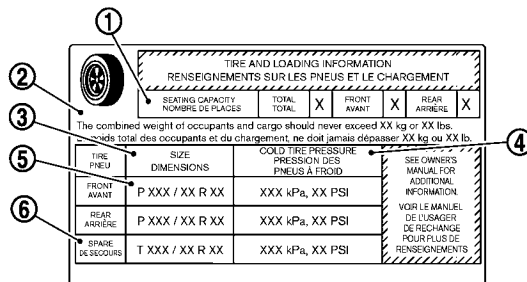 ①
TIRE AND LOADING INFORMATION
RENSEIGNEMENTS SUR LES PNEUS ET LE CHARGEMENT
②
SEATING CAPACITY
NOMBRE DE PLACES
TOTAL
TOTAL
X
FRONT
AVANT
X
REAR
ARRIÈRE
X
The combined weight of occupants and cargo should never exceed XX kg or XX lbs.
poids total des occupants et du chargement, ne doit jamais dépasser XX kg ou XX lb.
③
④
TIRE
PNEU
SIZE
DIMENSIONS
COLD TIRE PRESSURE
PRESSION DES
PNEUS À FROID
SEE OWNER'S
MANUAL FOR
ADDITIONAL
INFORMATION.
VOIR LE MANUEL
DE L'USAGER
DE RECHANGE
POUR PLUS DE
RENSEIGNEMENTS
⑤
FRONT
AVANT
P XXX / XX R XX
XXX kPa, XX PSI
REAR
ARRIÈRE
P XXX / XX R XX
XXX kPa, XX PSI
⑥
SPARE
DE SECOURS
T XXX / XX R XX
XXX kPa, XX PSI